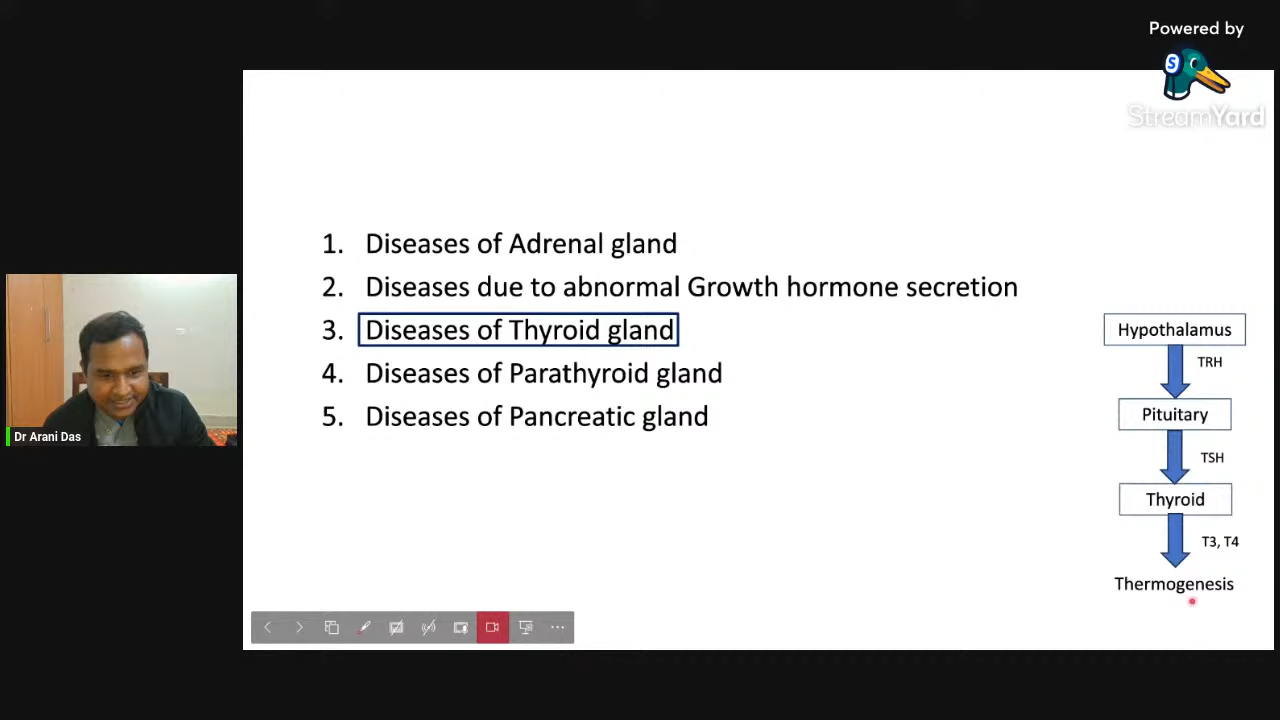 Powered by
S
StreamYard
1. Diseases of Adrenal gland
2. Diseases due to abnormal Growth hormone secretion
3. Diseases of Thyroid gland
4. Diseases of Parathyroid gland
5. Diseases of Pancreatic gland
Hypothalamus
TRH
Pituitary
TSH
Thyroid
T3, T4
Thermogenesis
Dr Arani Das